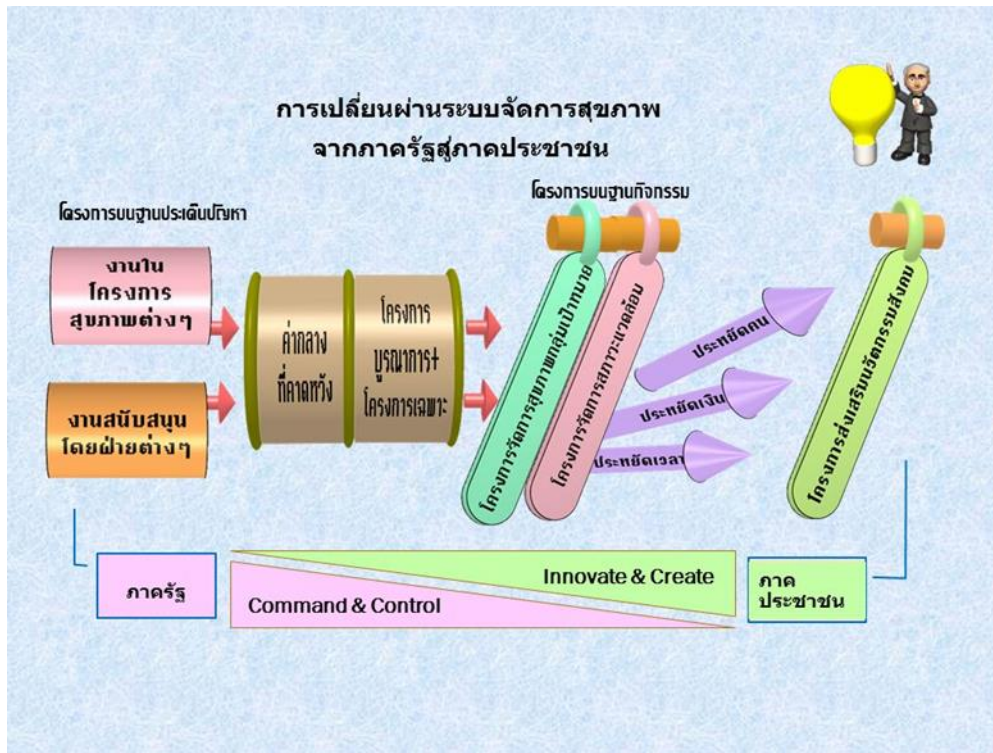 การเปลี่ยนผ่านระบบจัดการสุขภาพ
จากภาครัฐสู่ภาคประชาชน
โครงการบนฐานประเด็นปัญหา
โครงการบนฐานกิจกรรม
งานใน
โครงการ
สุขภาพต่างๆ
งานสนับสนุน
โดยฝ่ายต่างๆ
ค่ากลาง
ที่คาดหวัง
โครงการ
บูรณาการ+
โครงการเฉพาะ
โครงการจัดการสุขภาพกลุ่มเป้าหมาย
โครงการจัดการสภาวะแวดล้อม
ประหยัดคน
ประหยัดเงิน
ประหยัดเวลา
โครงการส่งเสริมนวัตกรรมสังคม
ภาครัฐ
Innovate & Create
Command & Control
ภาค
ประชาชน